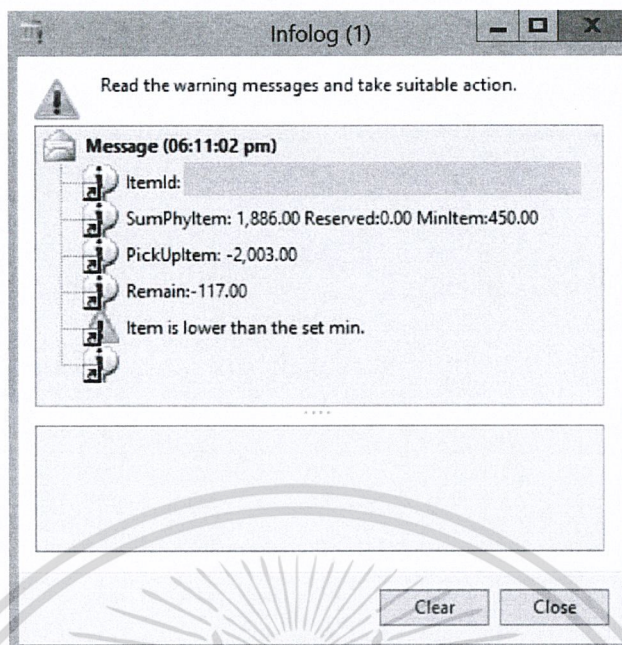 Infolog (1)
Read the warning messages and take suitable action.
Message (06:11:02 pm)
ItemId:
SumPhyItem: 1,886.00 Reserved:0.00 MinItem:450.00
PickUpItem: -2,003.00
Remain:-117.00
Item is lower than the set min.
Clear
Close